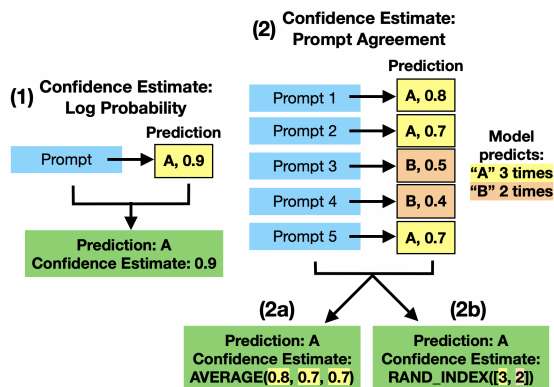 (1) Confidence Estimate:
Log Probability
Prediction
Prompt
A, 0.9
Prediction: A
Confidence Estimate: 0.9
(2) Confidence Estimate:
Prompt Agreement
Prediction
Prompt 1
A, 0.8
Prompt 2
A, 0.7
Prompt 3
B, 0.5
Prompt 4
B, 0.4
Prompt 5
A, 0.7
Model
predicts:
“A” 3 times
“B” 2 times
(2a)
Prediction: A
Confidence Estimate:
AVERAGE(0.8, 0.7, 0.7)
(2b)
Prediction: A
Confidence Estimate:
RAND_INDEX([3, 2])